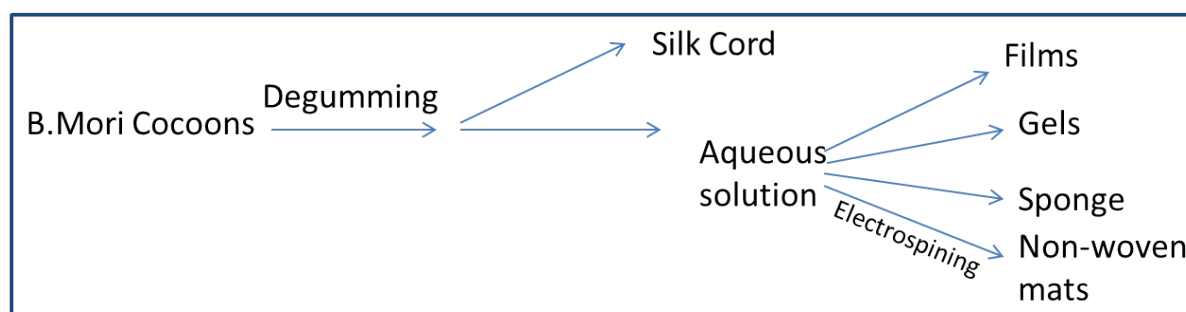 Silk Cord
Films
Degumming
B.Mori Cocoons
Gels
Aqueous
solution
Sponge
Electrospining
Non-woven
mats